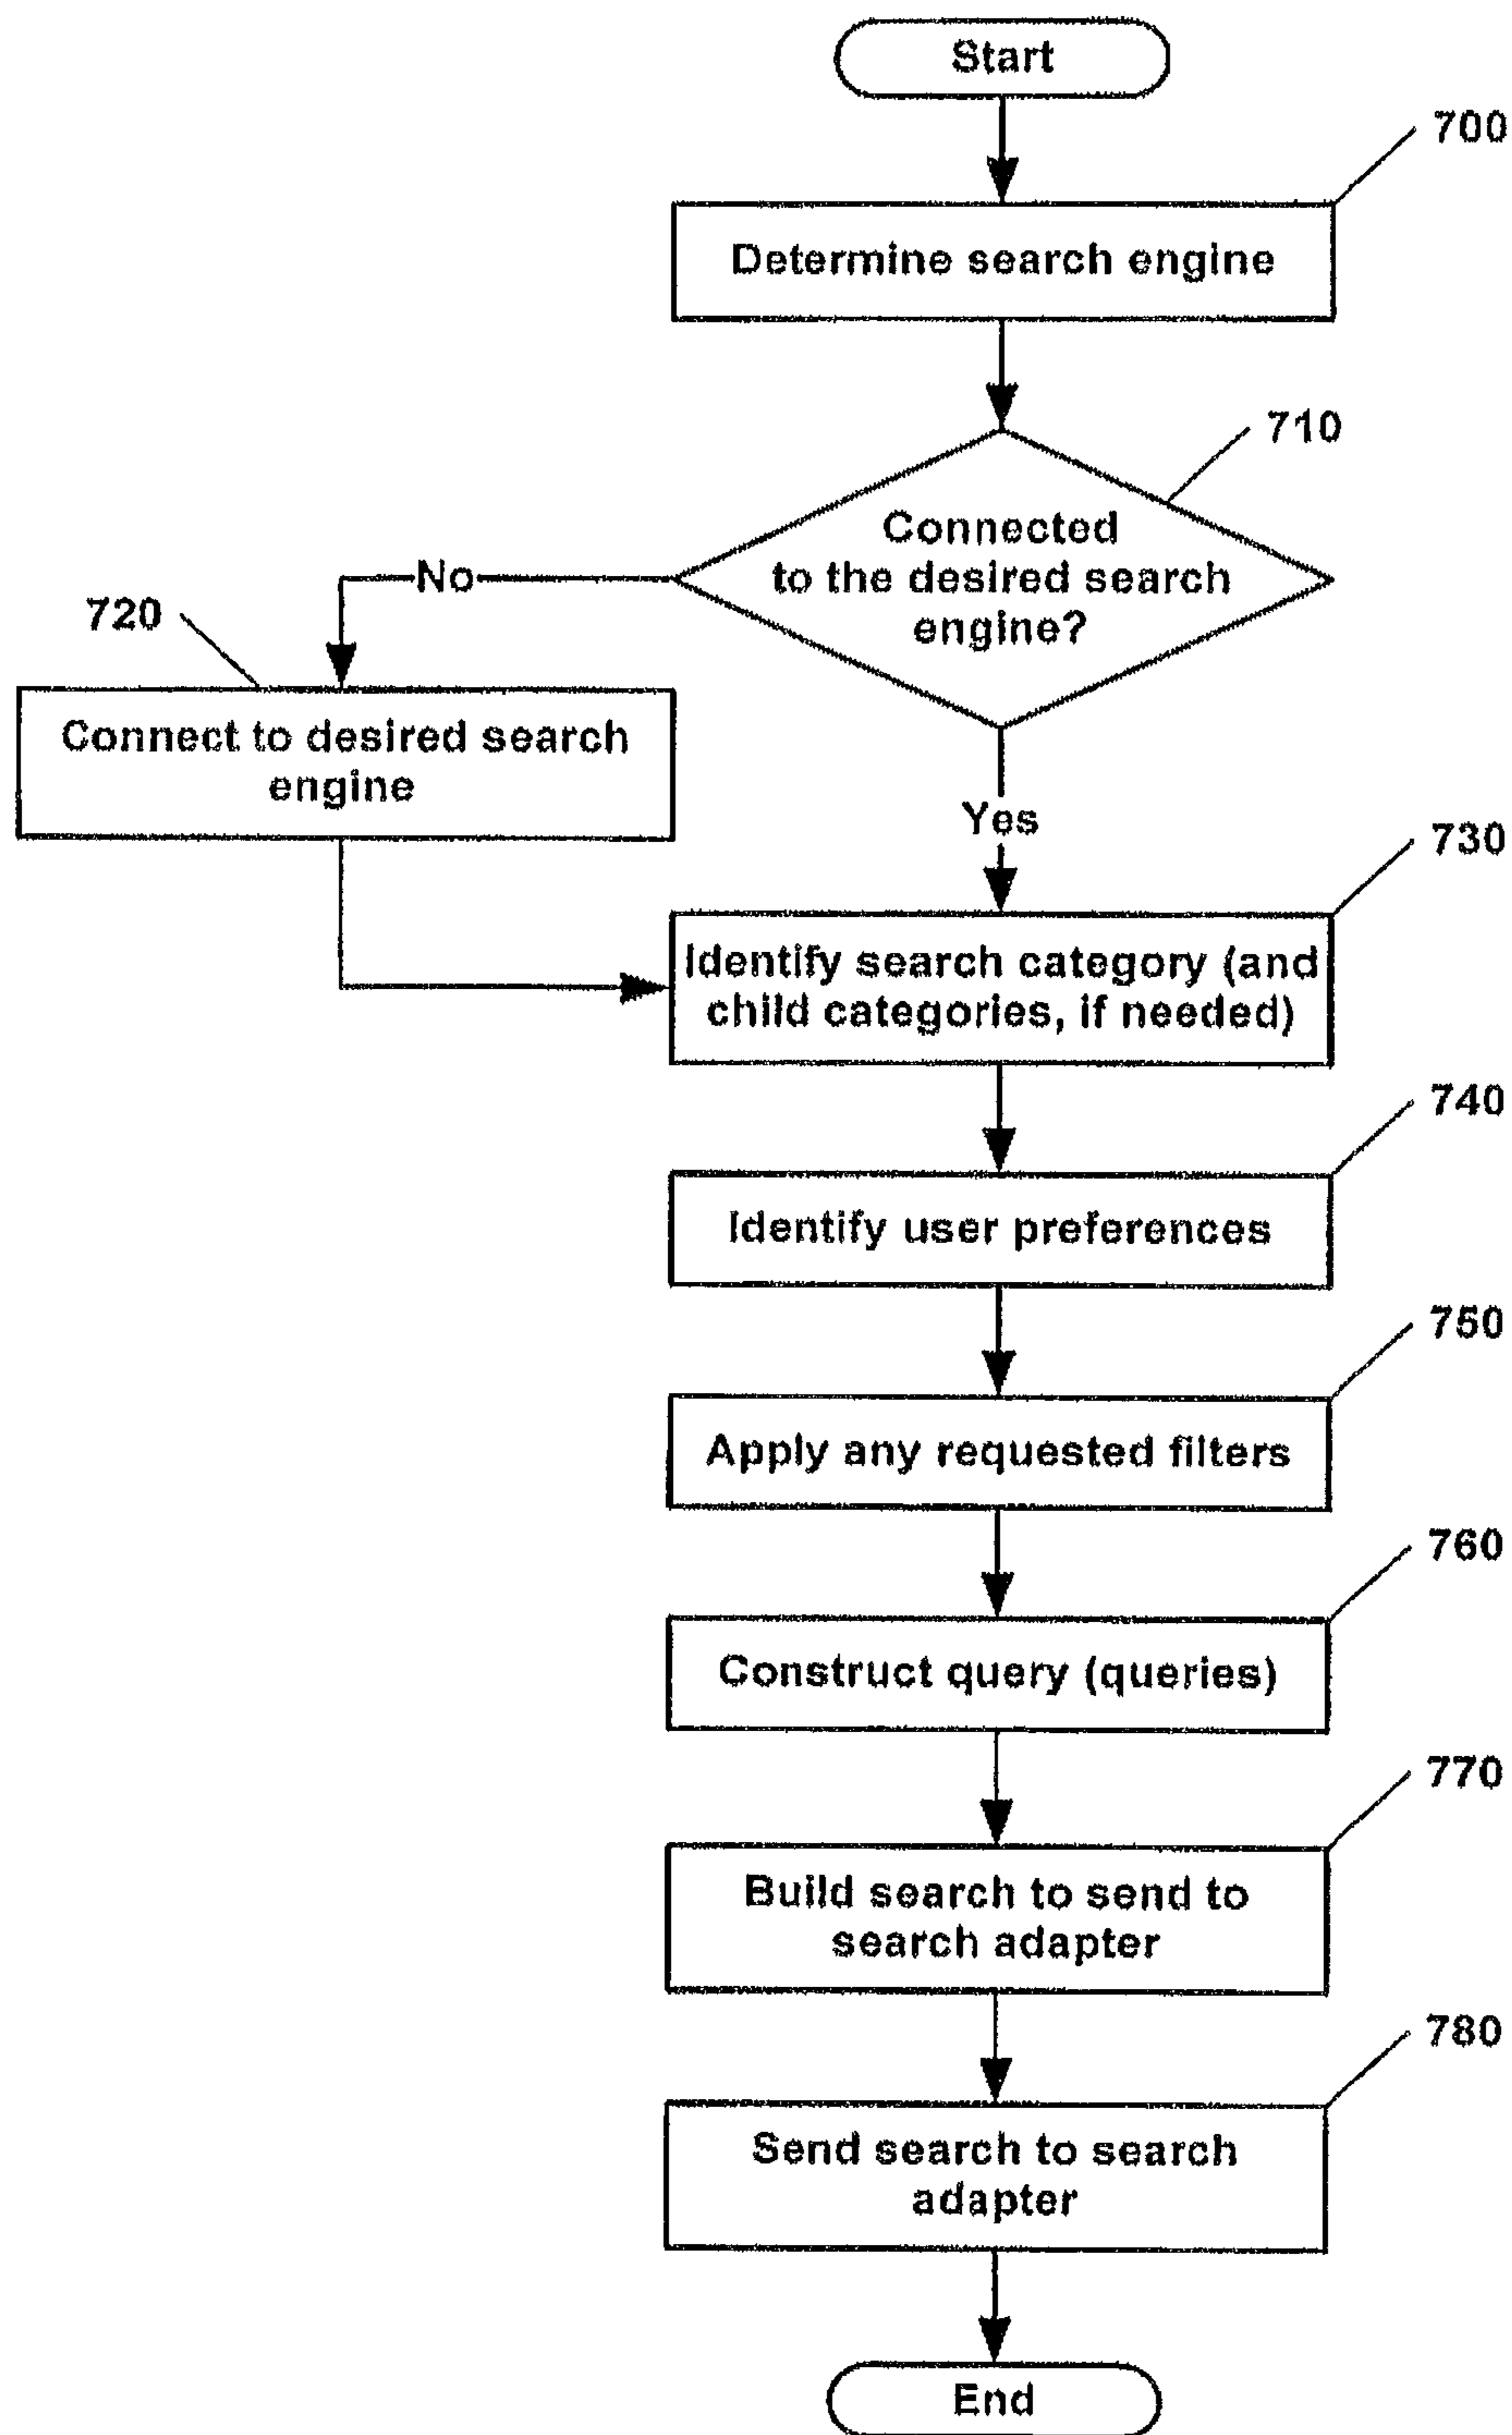 Start
700
Determine search engine
710
Connected
to the desired search
engine?
No
720
Connect to desired search
engine
Yes
730
Identify search category (and
child categories, if needed)
740
Identify user preferences
750
Apply any requested filters
760
Construct query (queries)
770
Build search to send to
search adapter
780
Send search to search
adapter
End